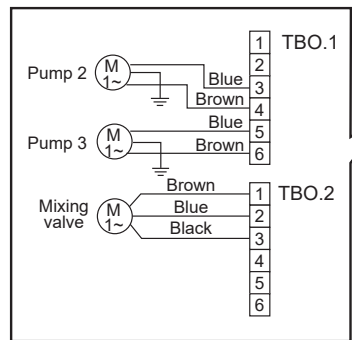 1 TBO.1
M 2
Pump 2 1~ Blue 3
Brown 4
M Blue 5
Pump 3 1~ Brown 6
Brown 1 TBO.2
Mixing M Blue 2
valve 1~ Black 3
4
5
6